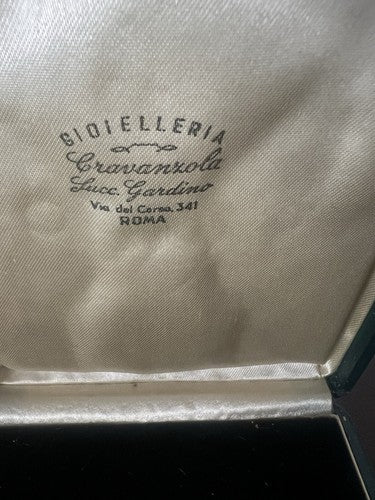 GIOIELLERIA
Cravanzola
Succ. Gardino
Via del Corso, 341
ROMA